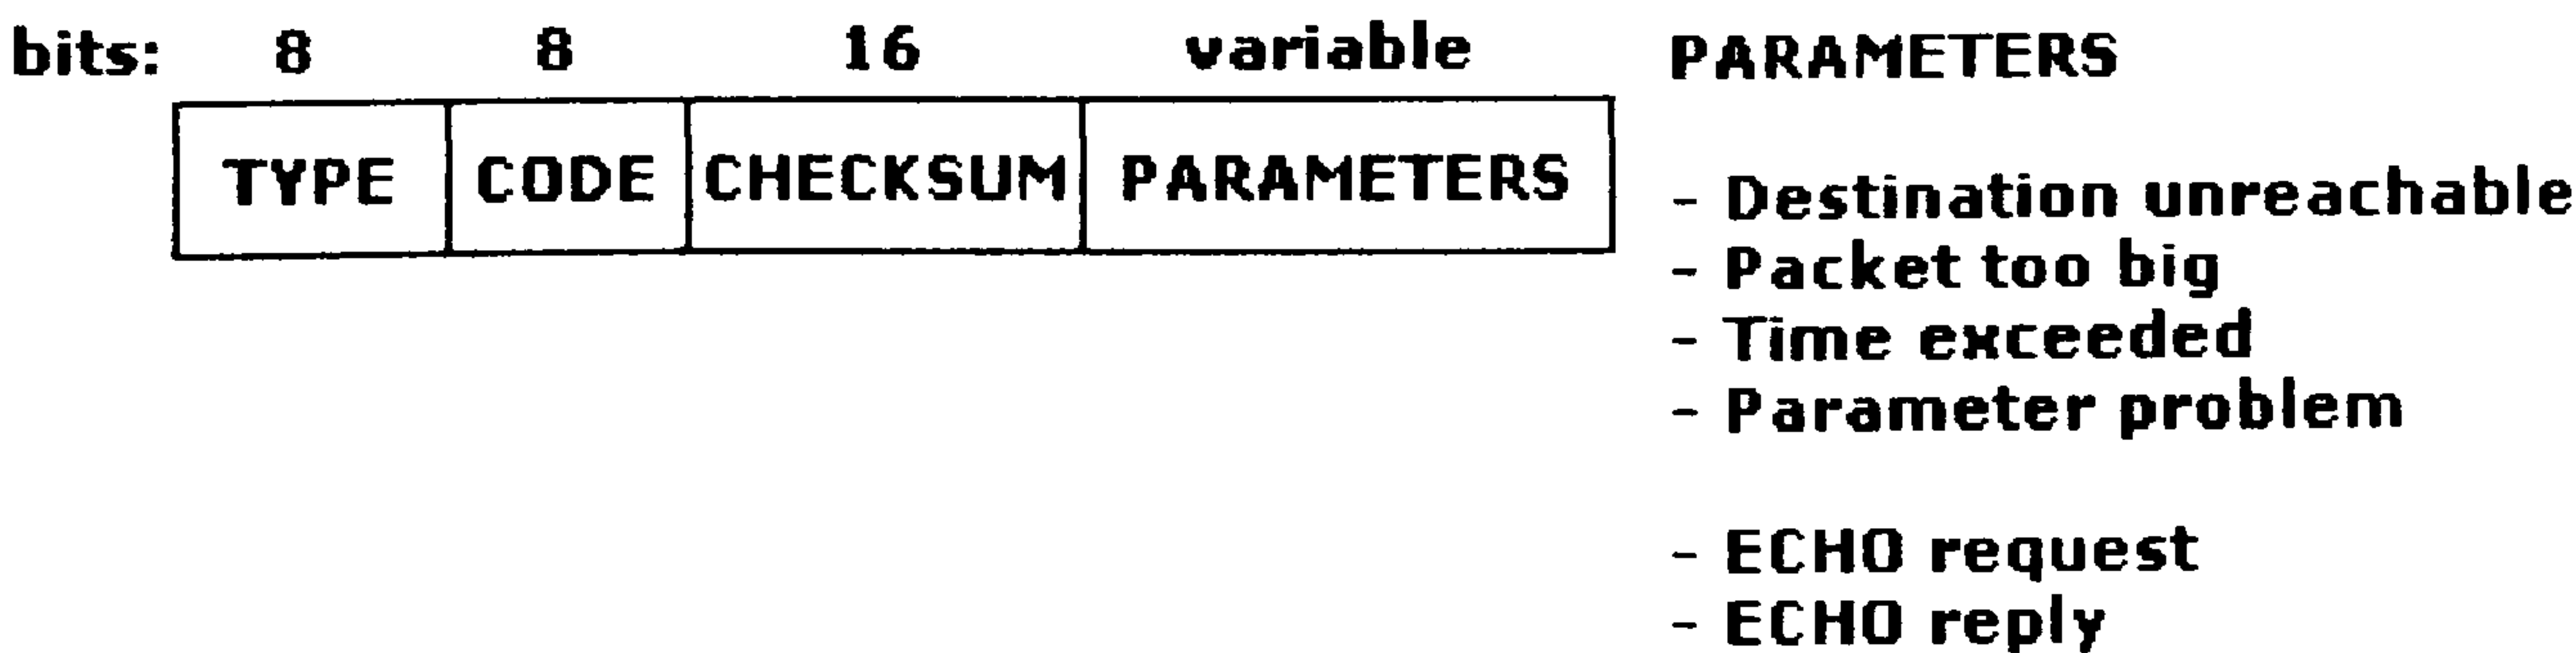 bits: 8 8 16 variable
TYPE CODE CHECKSUM PARAMETERS
PARAMETERS
- Destination unreachable
- Packet too big
- Time exceeded
- Parameter problem
- ECHO request
- ECHO reply